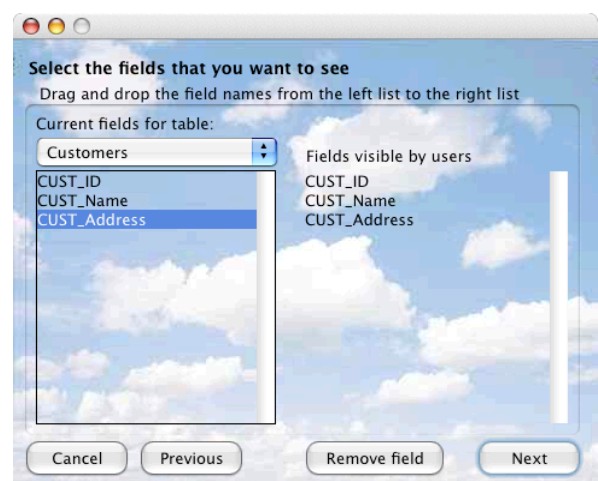 Select the fields that you want to see
Drag and drop the field names from the left list to the right list
Current fields for table:
Customers
CUST_ID
CUST_Name
CUST_Address
Fields visible by users
CUST_ID
CUST_Name
CUST_Address
Cancel
Previous
Remove field
Next